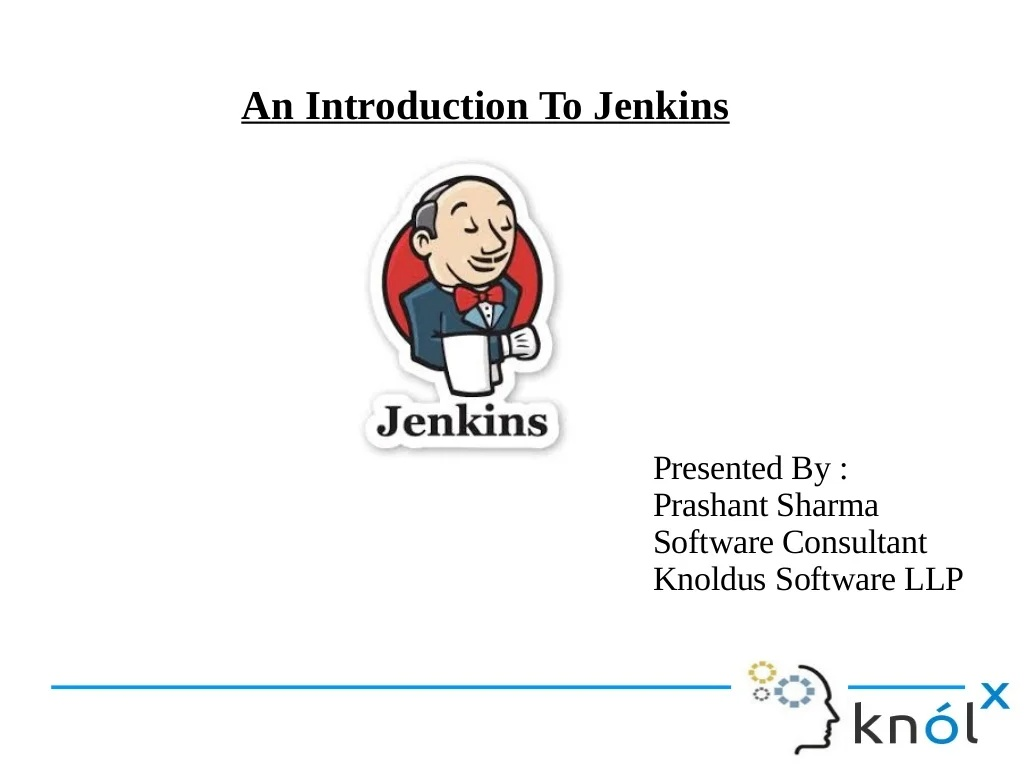 An Introduction To Jenkins
Jenkins
Presented By :
Prashant Sharma
Software Consultant
Knoldus Software LLP
knólx